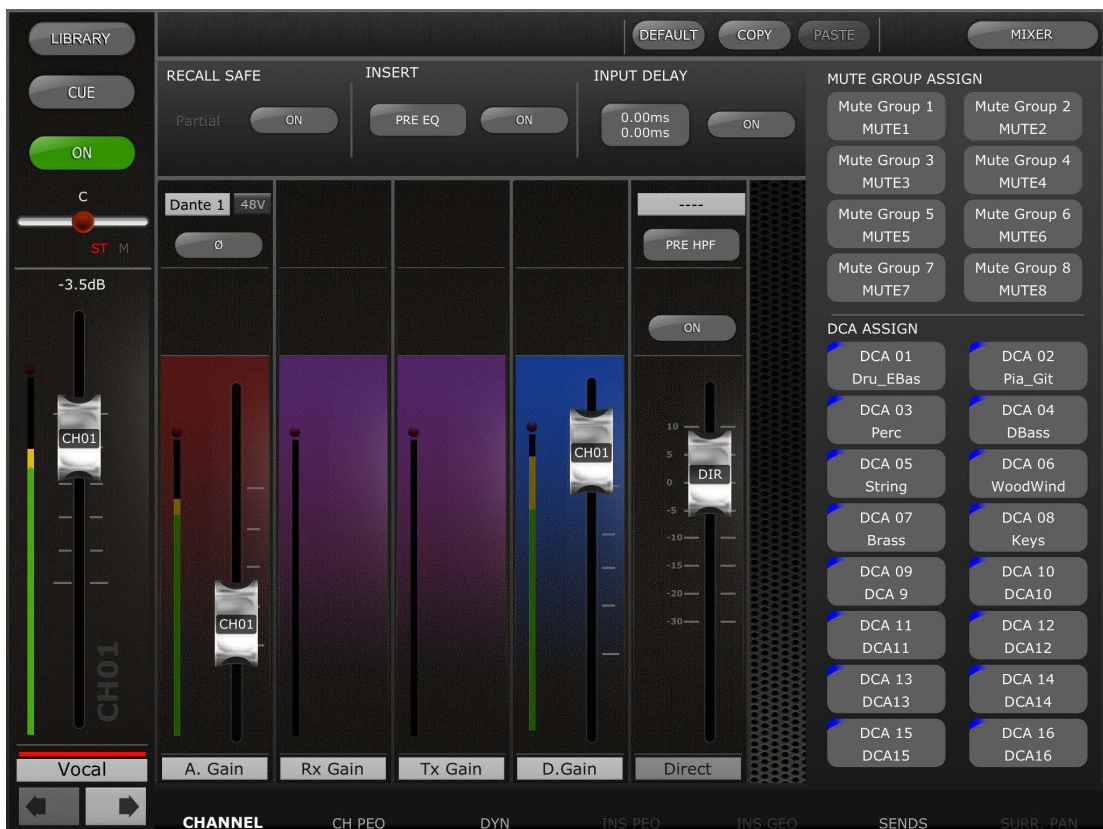 LIBRARY
DEFAULT COPY PASTE MIXER
CUE
ON
C
ST M
-3.5dB
CH01
CH01
Vocal
RECALL SAFE
Partial ON
INSERT
PRE EQ ON
INPUT DELAY
0.00ms
0.00ms
ON
Dante 1 48V
Ø
CH01
A. Gain
Rx Gain
Tx Gain
CH01
D.Gain
----
PRE HPF
ON
10
5
0
-5
-10
-15
-20
-30
DIR
Direct
MUTE GROUP ASSIGN
Mute Group 1
MUTE1
Mute Group 2
MUTE2
Mute Group 3
MUTE3
Mute Group 4
MUTE4
Mute Group 5
MUTE5
Mute Group 6
MUTE6
Mute Group 7
MUTE7
Mute Group 8
MUTE8
DCA ASSIGN
DCA 01
Dru_EBas
DCA 02
Pia_Git
DCA 03
Perc
DCA 04
DBass
DCA 05
String
DCA 06
WoodWind
DCA 07
Brass
DCA 08
Keys
DCA 09
DCA 9
DCA 10
DCA10
DCA 11
DCA11
DCA 12
DCA12
DCA 13
DCA13
DCA 14
DCA14
DCA 15
DCA15
DCA 16
DCA16
CHANNEL CH PEQ DYN INS PEQ INS GEQ SENDS SURR. PAN